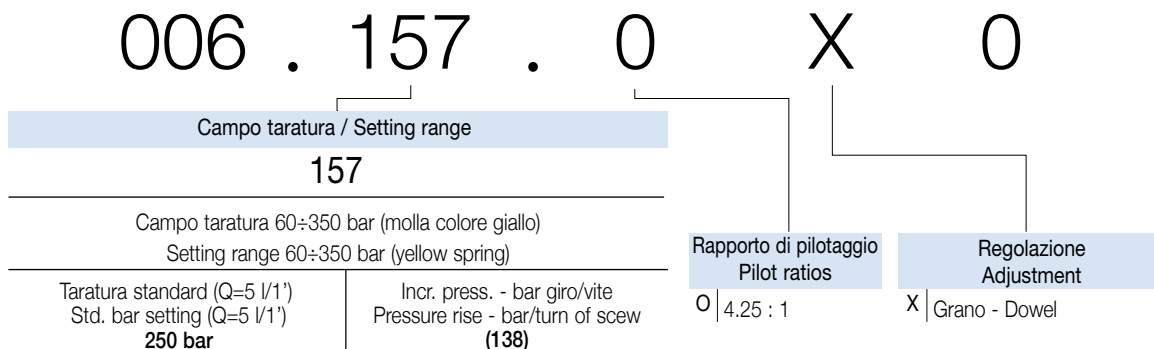 006 . 157 . 0 X 0
Campo taratura / Setting range
157
Campo taratura 60÷350 bar (molla colore giallo)
Setting range 60÷350 bar (yellow spring)
Taratura standard (Q=5 l/1')
Std. bar setting (Q=5 l/1')
250 bar
Incr. press. - bar giro/vite
Pressure rise - bar/turn of scew
(138)
Rapporto di pilotaggio
Pilot ratios
0 4.25 : 1
Regolazione
Adjustment
X Grano - Dowel